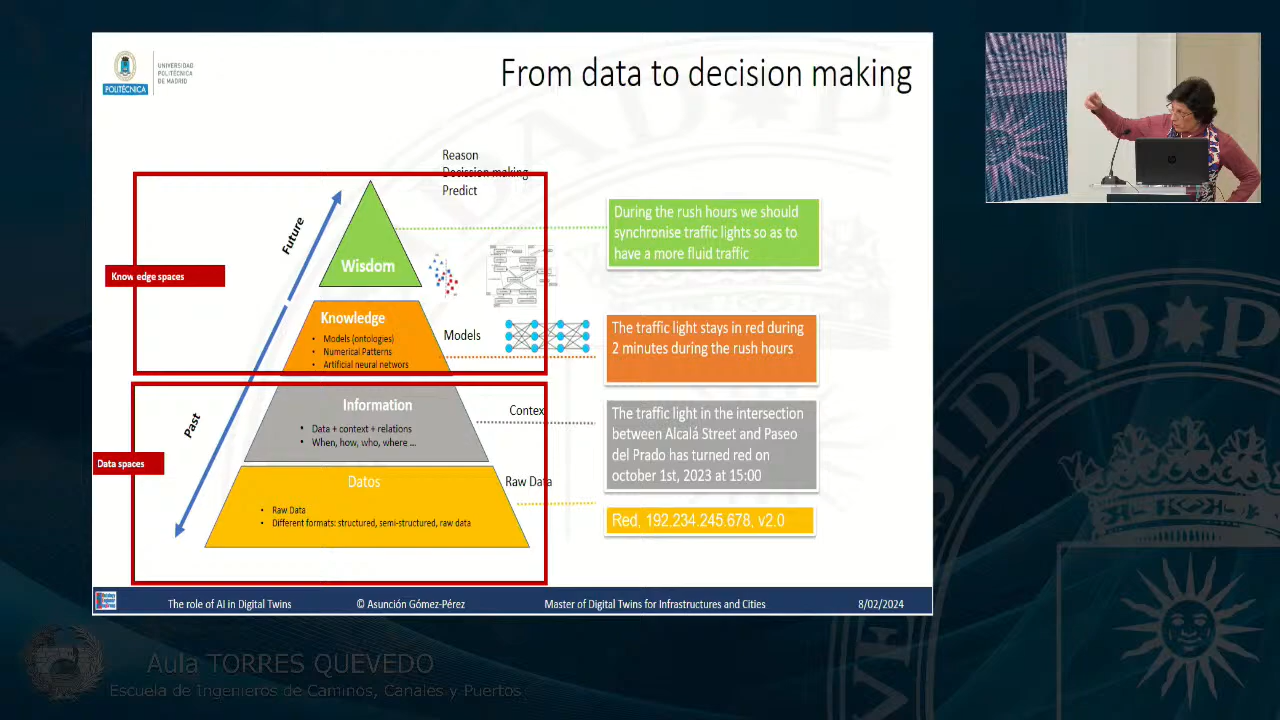 UNIVERSIDAD
POLITÉCNICA
DE MADRID
POLITÉCNICA
From data to decision making
Reason
Decission making
Predict
Future
Past
Knowledge spaces
Data spaces
Wisdom
Knowledge
• Models (ontologies)
• Numerical Patterns
• Artificial neural networs
Models
Information
• Data + context + relations
• When, how, who, where ...
Contex
Datos
• Raw Data
• Different formats: structured, semi-structured, raw data
Raw Data
During the rush hours we should
synchronise traffic lights so as to
have a more fluid traffic
The traffic light stays in red during
2 minutes during the rush hours
The traffic light in the intersection
between Alcalá Street and Paseo
del Prado has turned red on
october 1st, 2023 at 15:00
Red, 192.234.245.678, v2.0
The role of AI in Digital Twins
© Asunción Gómez-Pérez
Master of Digital Twins for Infrastructures and Cities
8/02/2024
Aula TORRES QUEVEDO
Escuela de Ingenieros de Caminos, Canales y Puertos